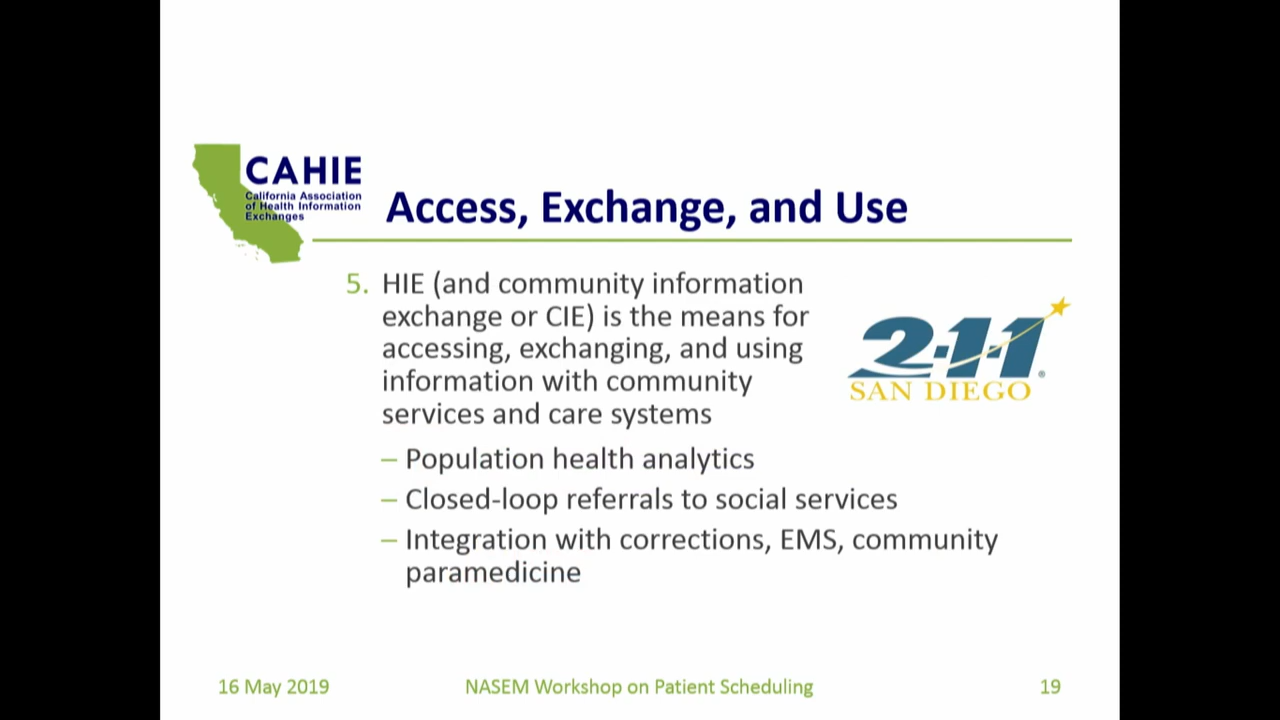 CAHIE
California Association
of Health Information
Exchanges
Access, Exchange, and Use
5. HIE (and community information
exchange or CIE) is the means for
accessing, exchanging, and using
information with community
services and care systems
2-1-1
®
SAN DIEGO
– Population health analytics
– Closed-loop referrals to social services
– Integration with corrections, EMS, community
paramedicine
16 May 2019
NASEM Workshop on Patient Scheduling
19